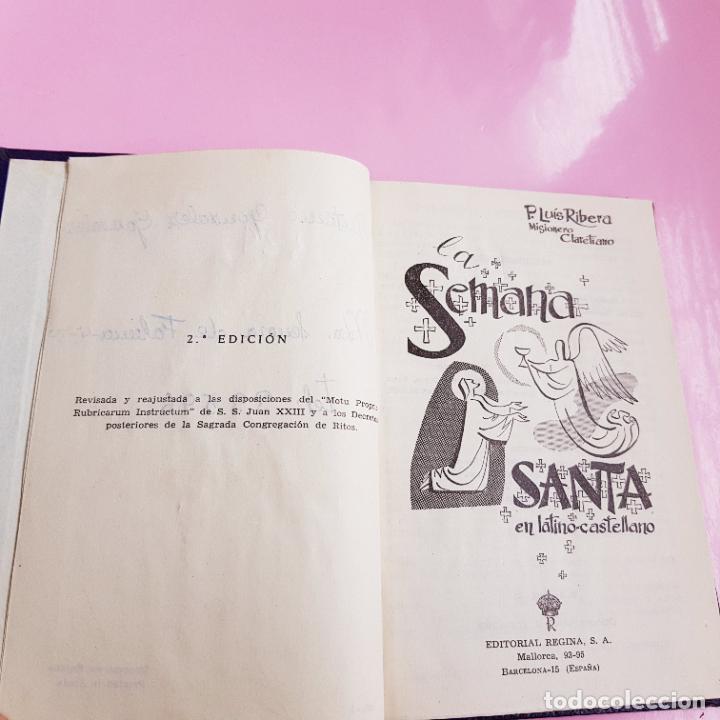 2.ª EDICIÓN
Revisada y reajustada a las disposiciones del "Motu Propr
Rubricarum Instructum" de S. S. Juan XXIII y a los Decretos
posteriores de la Sagrada Congregación de Ritos.
P. Luis Ribera
Misionero
Claretiano
la
Semana
SANTA
en latino-castellano
R
EDITORIAL REGINA, S. A.
Mallorca, 93-95
BARCELONA-15 (ESPAÑA)
todocoleccion